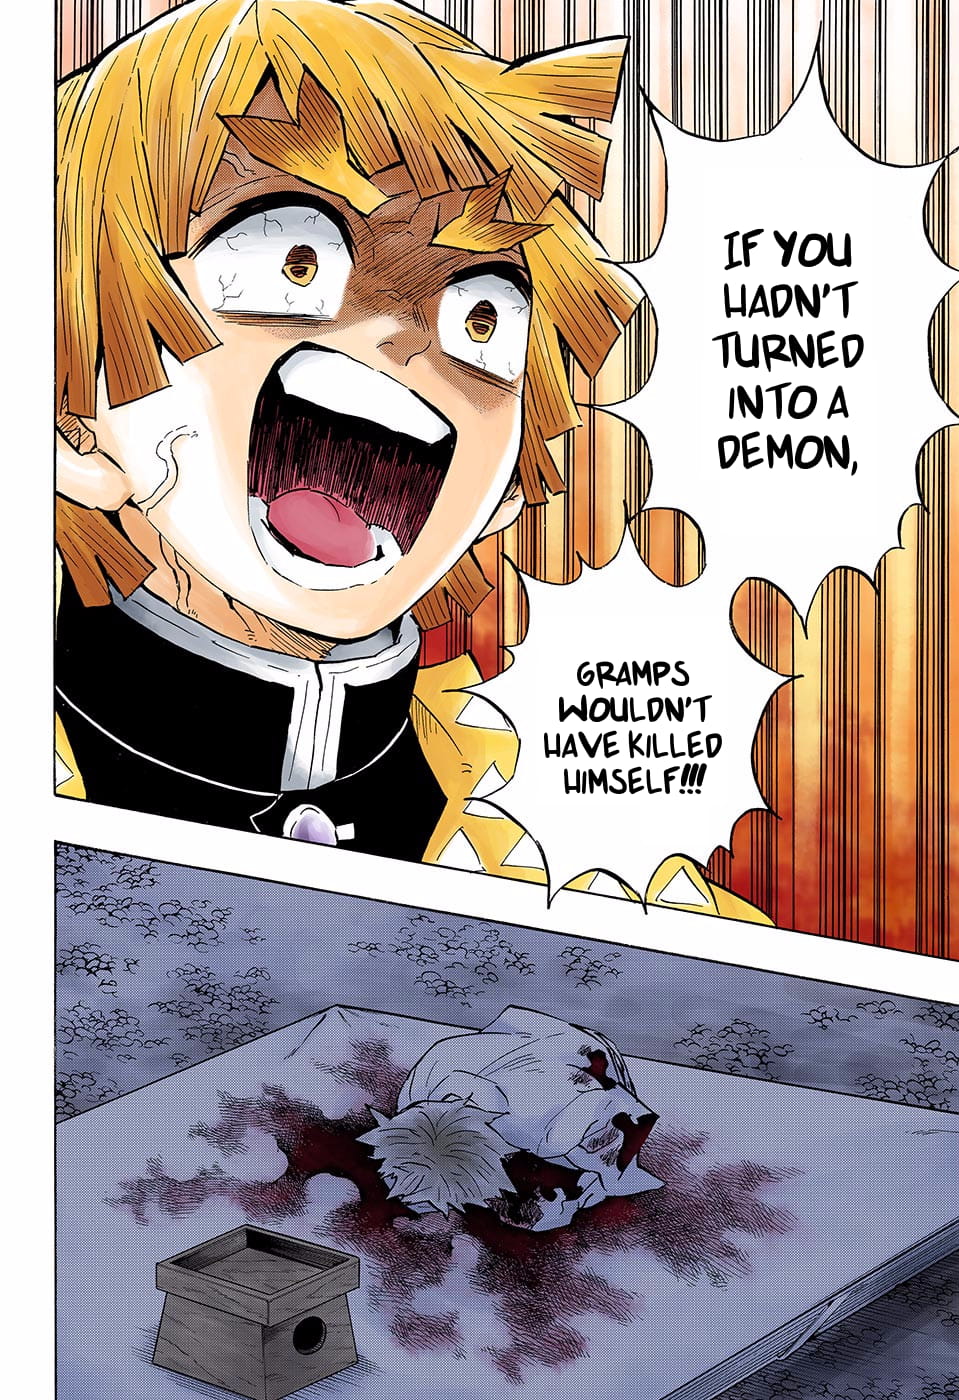 IF YOU
HADN'T
TURNED
INTO A
DEMON,
GRAMPS
WOULDN'T
HAVE KILLED
HIMSELF!!!